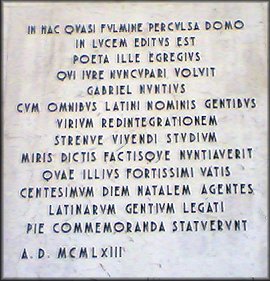 IN HAC QVASI FVLMINE PERCVLSA DOMO
IN LVCEM EDITVS EST
POETA ILLE EGREGIVS
QVI IVRE NVNCVPARI VOLVIT
GABRIEL NVNTIVS
CVM OMNIBVS LATINI NOMINIS GENTIBVS
VIRIVM REDINTEGRATIONEM
STRENVE VIVENDI STVDIVM
MIRIS DICTIS FACTISQVE NVNTIAVERIT
QVAE ILLIVS FORTISSIMI VATIS
CENTESIMVM DIEM NATALEM AGENTES
LATINARVM GENTIVM LEGATI
PIE COMMEMORANDA STATVERVNT
A. D. MCMLXIII